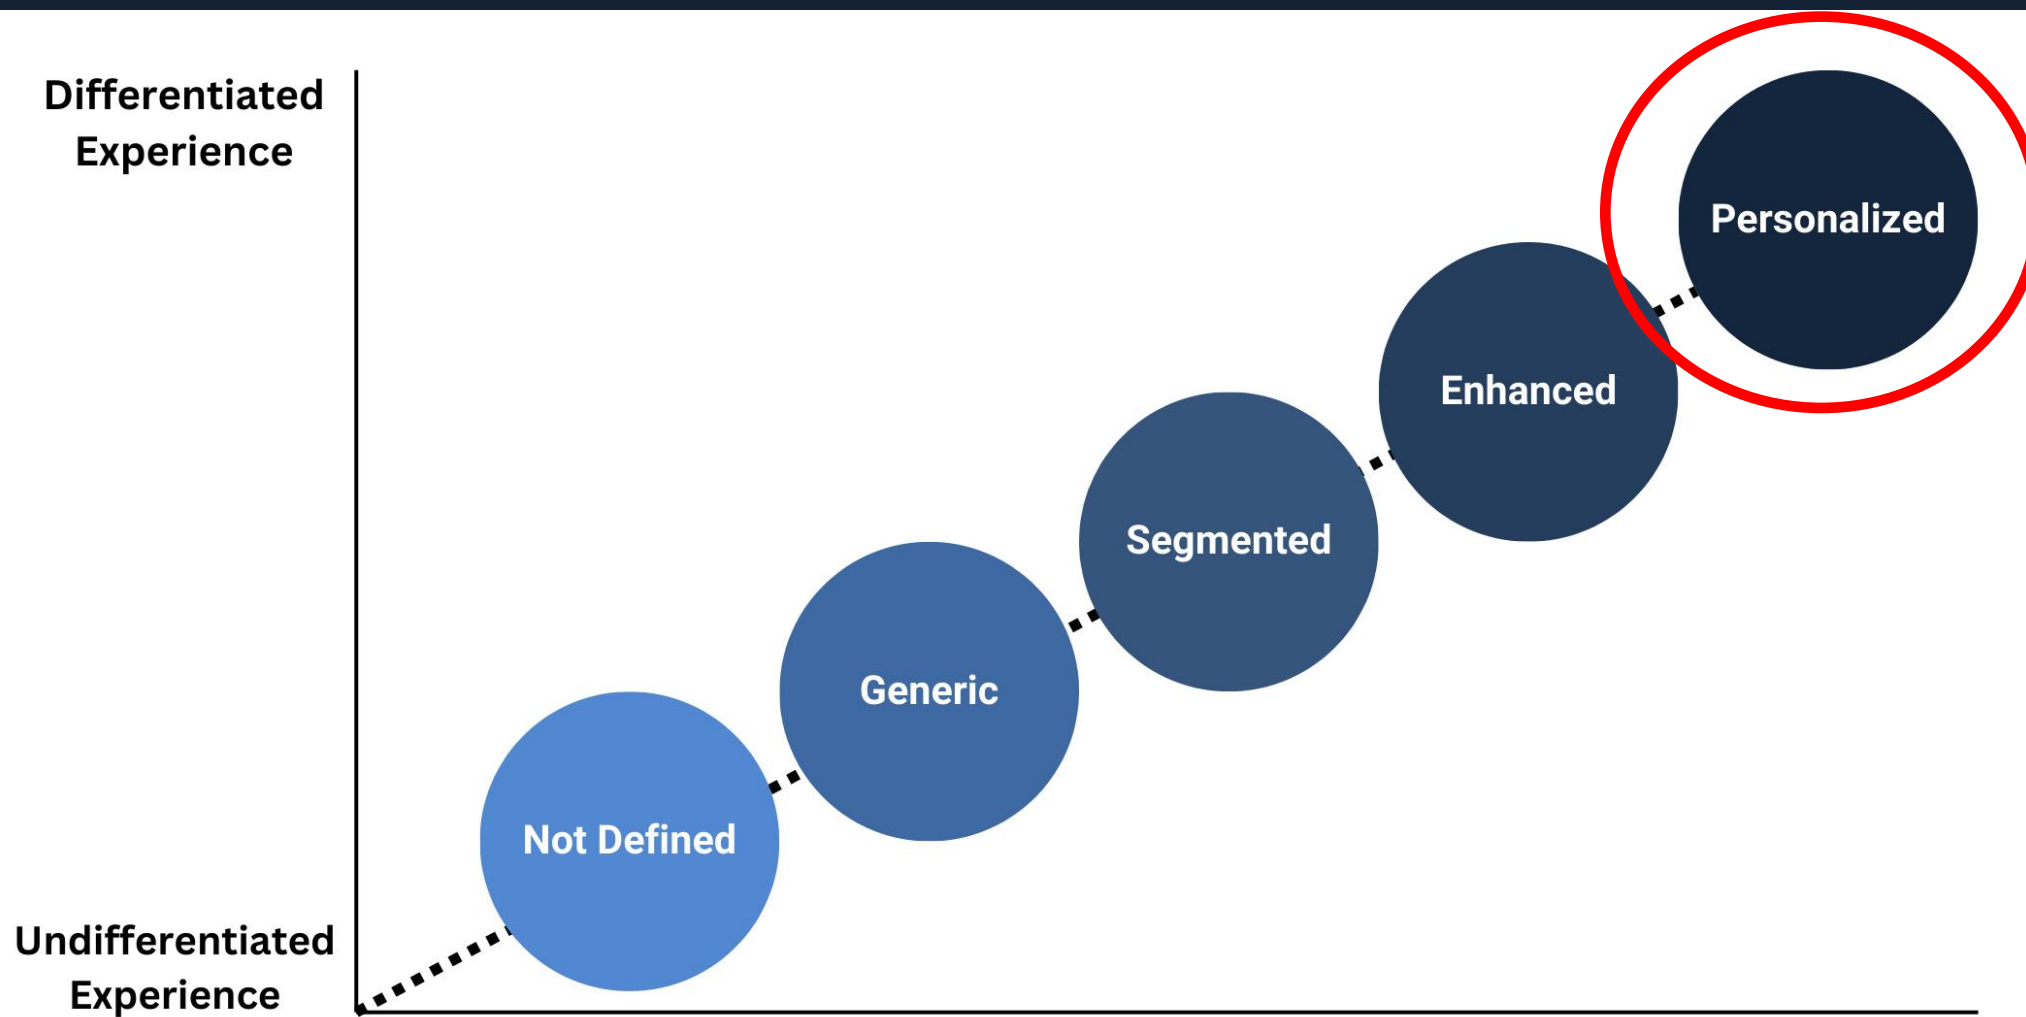 Differentiated
Experience
Personalized
Enhanced
Segmented
Generic
Not Defined
Undifferentiated
Experience